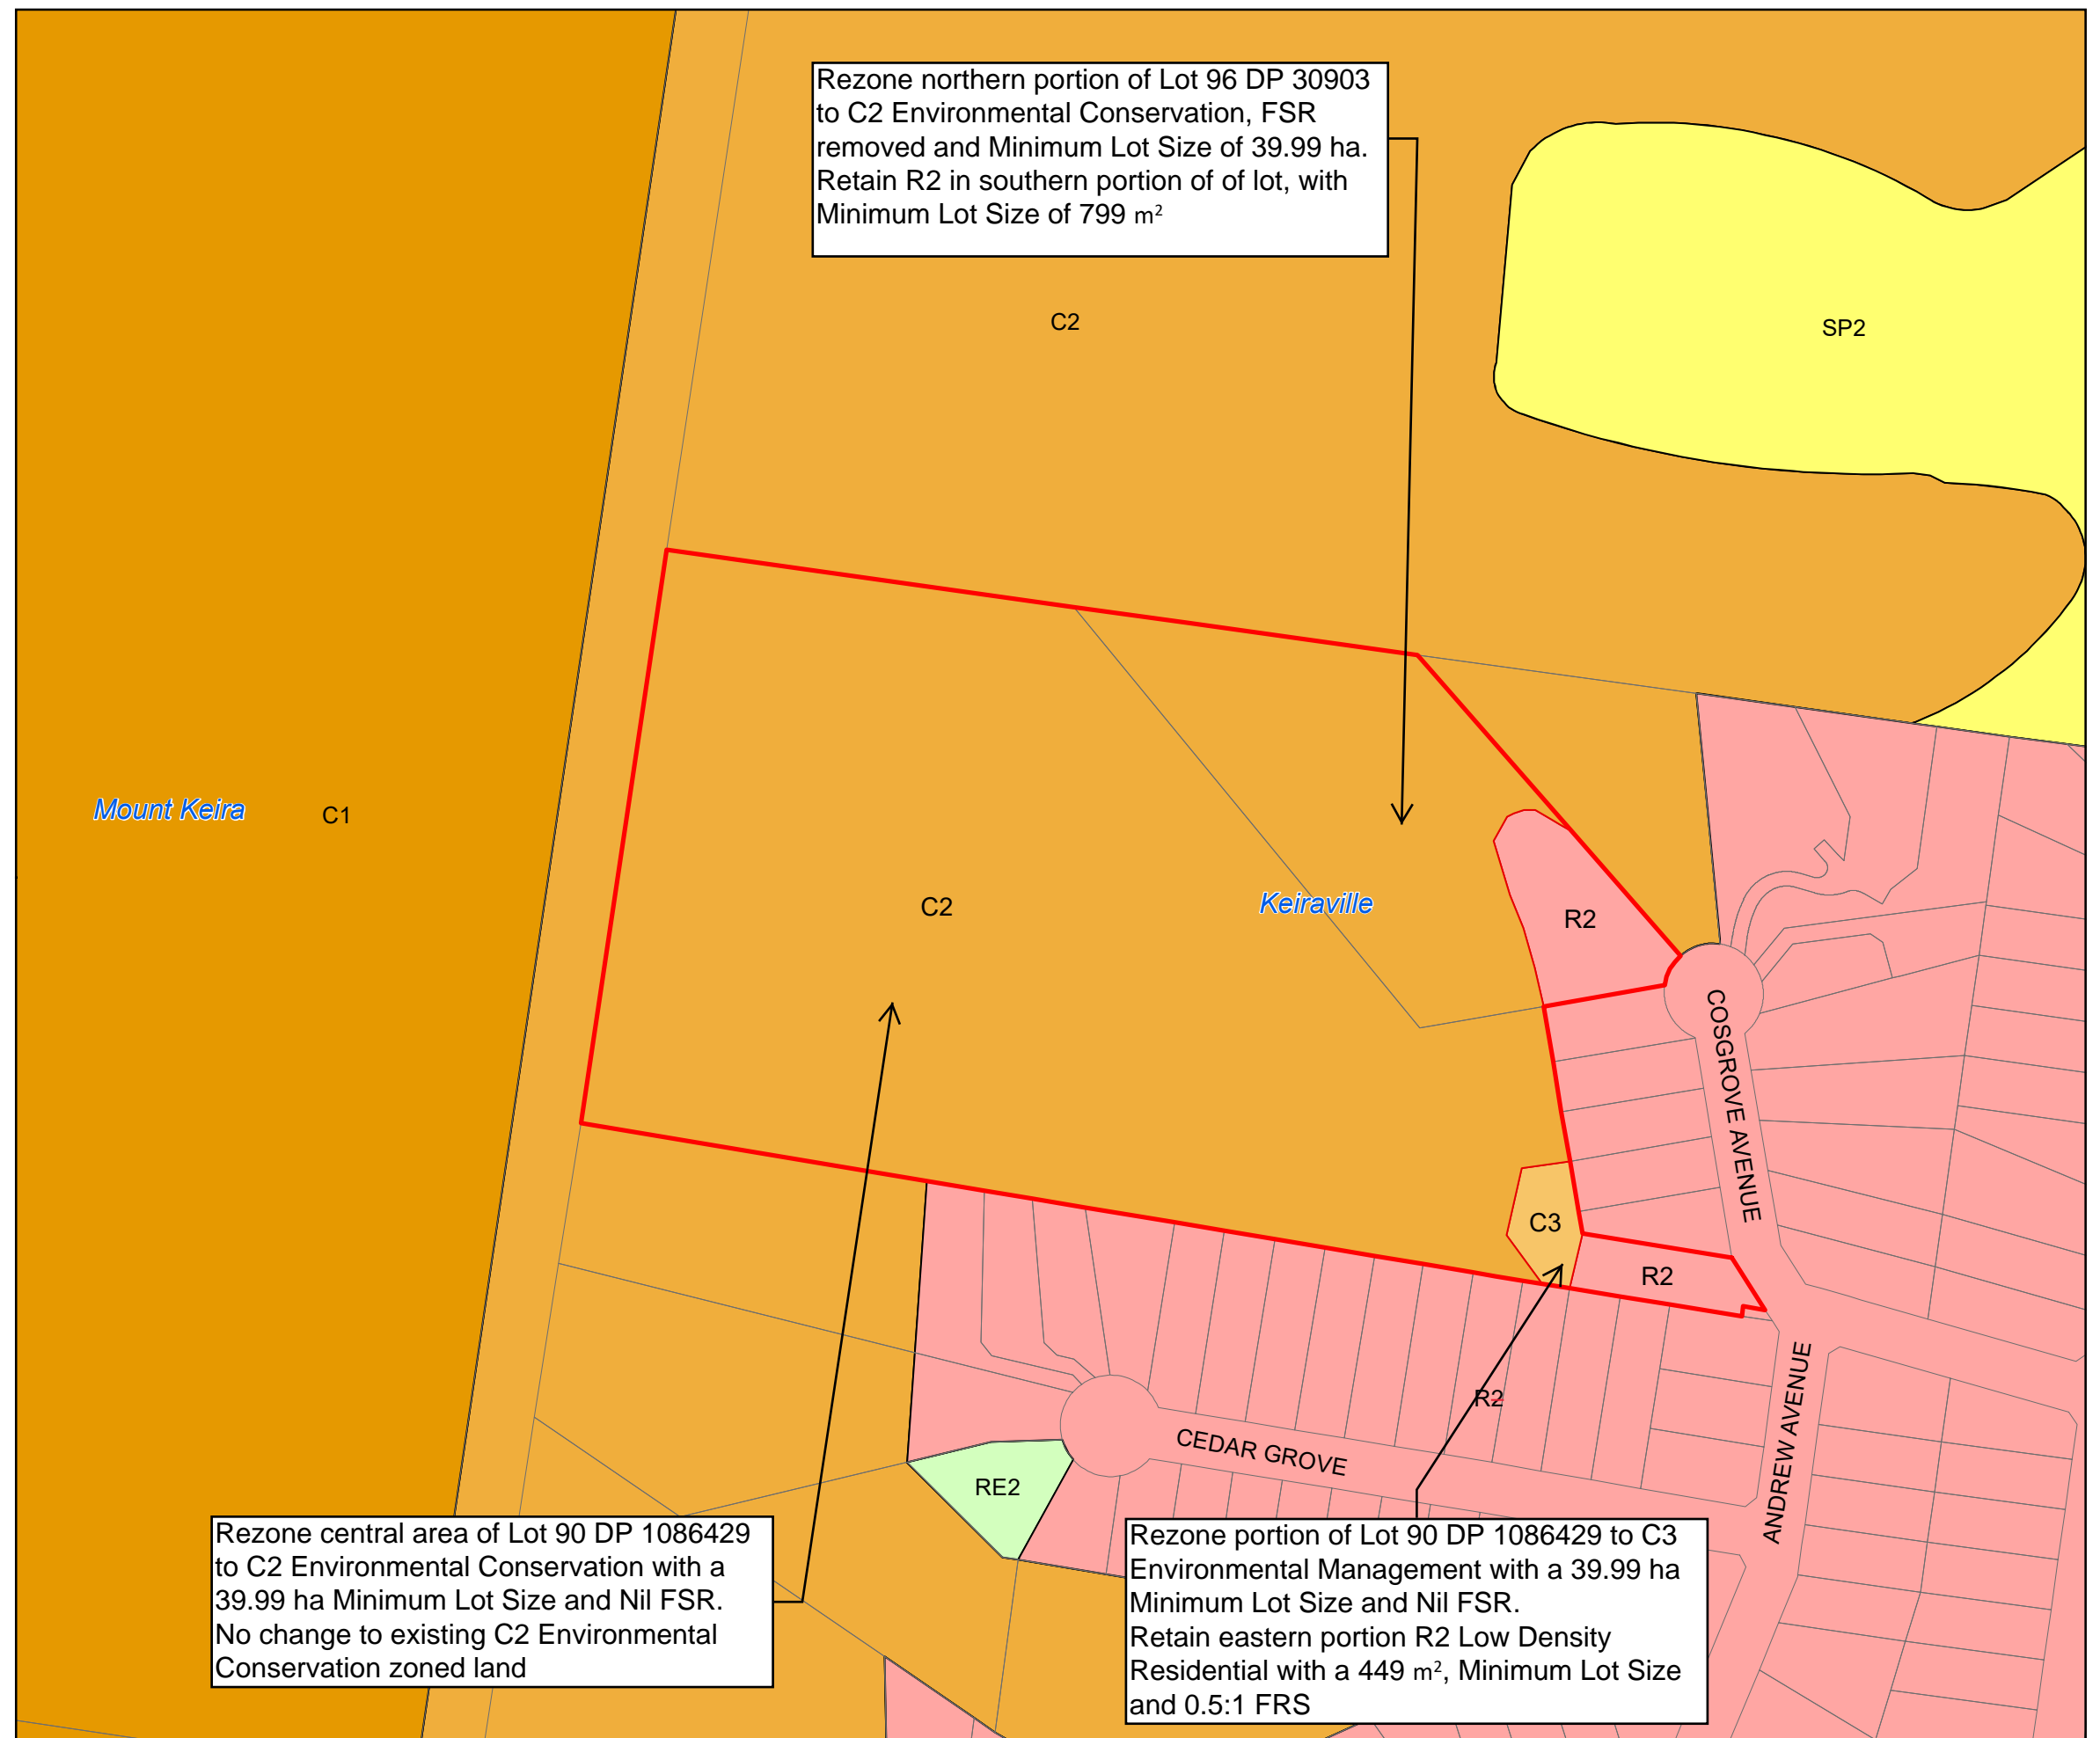 Rezone northern portion of Lot 96 DP 30903
to C2 Environmental Conservation, FSR
removed and Minimum Lot Size of 39.99 ha.
Retain R2 in southern portion of of lot, with
Minimum Lot Size of 799 m²
C2
SP2
Mount Keira
C1
C2
Keiraville
R2
COSGROVE AVENUE
C3
R2
R2
CEDAR GROVE
ANDREW AVENUE
RE2
Rezone central area of Lot 90 DP 1086429
to C2 Environmental Conservation with a
39.99 ha Minimum Lot Size and Nil FSR.
No change to existing C2 Environmental
Conservation zoned land
Rezone portion of Lot 90 DP 1086429 to C3
Environmental Management with a 39.99 ha
Minimum Lot Size and Nil FSR.
Retain eastern portion R2 Low Density
Residential with a 449 m², Minimum Lot Size
and 0.5:1 FRS